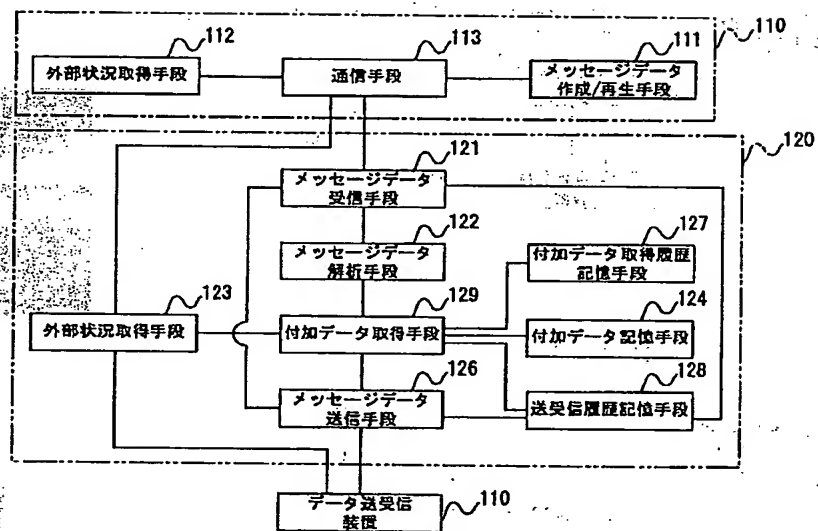 112
113
111
110
外部状況取得手段
通信手段
メッセージデータ
作成/再生手段
120
121
メッセージデータ
受信手段
122
127
メッセージデータ
解析手段
付加データ取得履歴
記憶手段
123
129
124
外部状況取得手段
付加データ取得手段
付加データ記憶手段
126
128
メッセージデータ
送信手段
送受信履歴記憶手段
データ送受信
装置
110